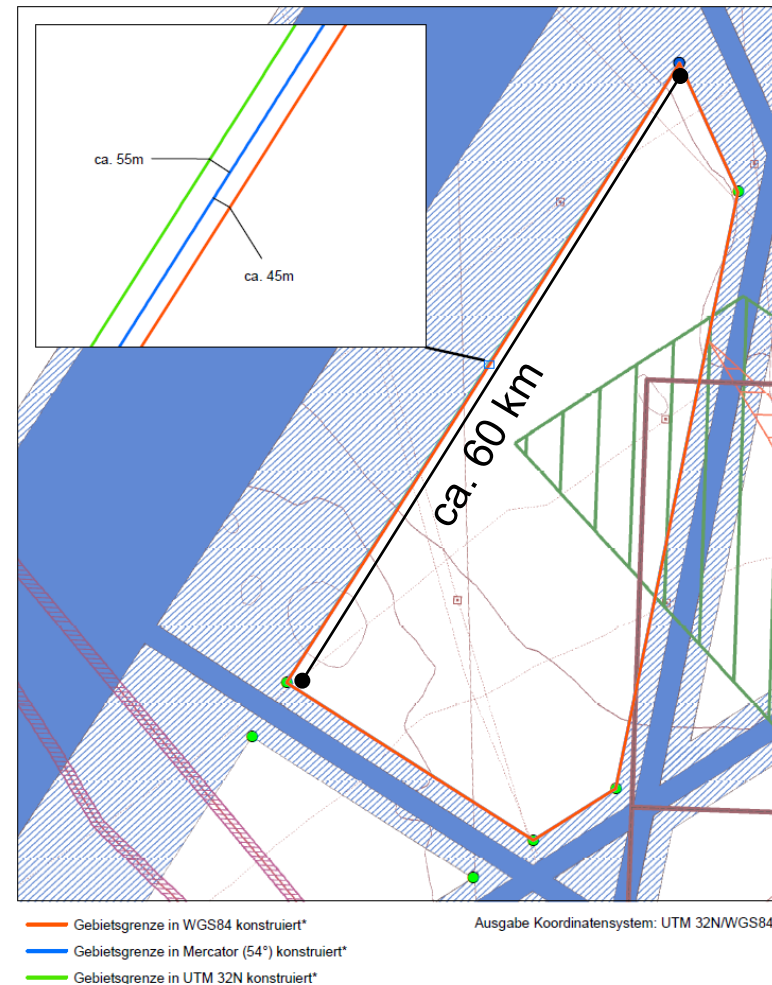 ca. 55m
ca. 45m
ca. 60 km
Gebietsgrenze in WGS84 konstruiert*
Ausgabe Koordinatensystem: UTM 32N/WGS84
Gebietsgrenze in Mercator (54°) konstruiert*
Gebietsgrenze in UTM 32N konstruiert*